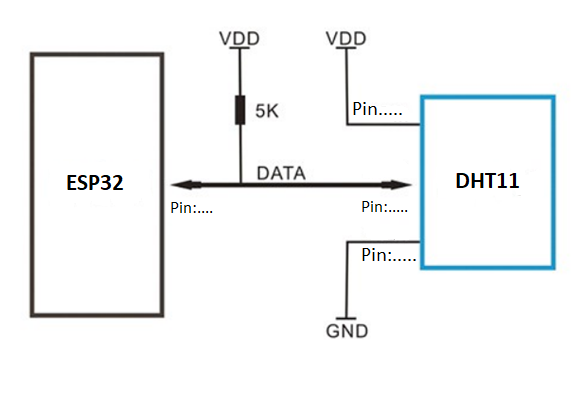 VDD
VDD
5K
Pin.....
ESP32
DATA
DHT11
Pin:....
Pin:.....
Pin:.....
GND